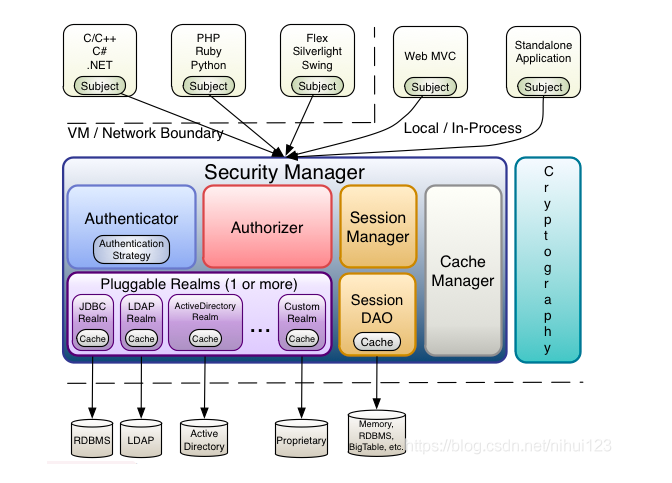 C/C++
C#
.NET
Subject
PHP
Ruby
Python
Subject
Flex
Silverlight
Swing
Subject
Web MVC
Subject
Standalone
Application
Subject
VM / Network Boundary
Local / In-Process
Security Manager
Authenticator
Authentication
Strategy
Authorizer
Session
Manager
Cache
Manager
Cryptography
Pluggable Realms (1 or more)
JDBC
Realm
Cache
LDAP
Realm
Cache
ActiveDirectory
Realm
Cache
...
Custom
Realm
Cache
Session
DAO
Cache
RDBMS
LDAP
Active
Directory
Proprietary
Memory,
RDBMS,
BigTable, etc.
https://blog.csdn.net/nihui123